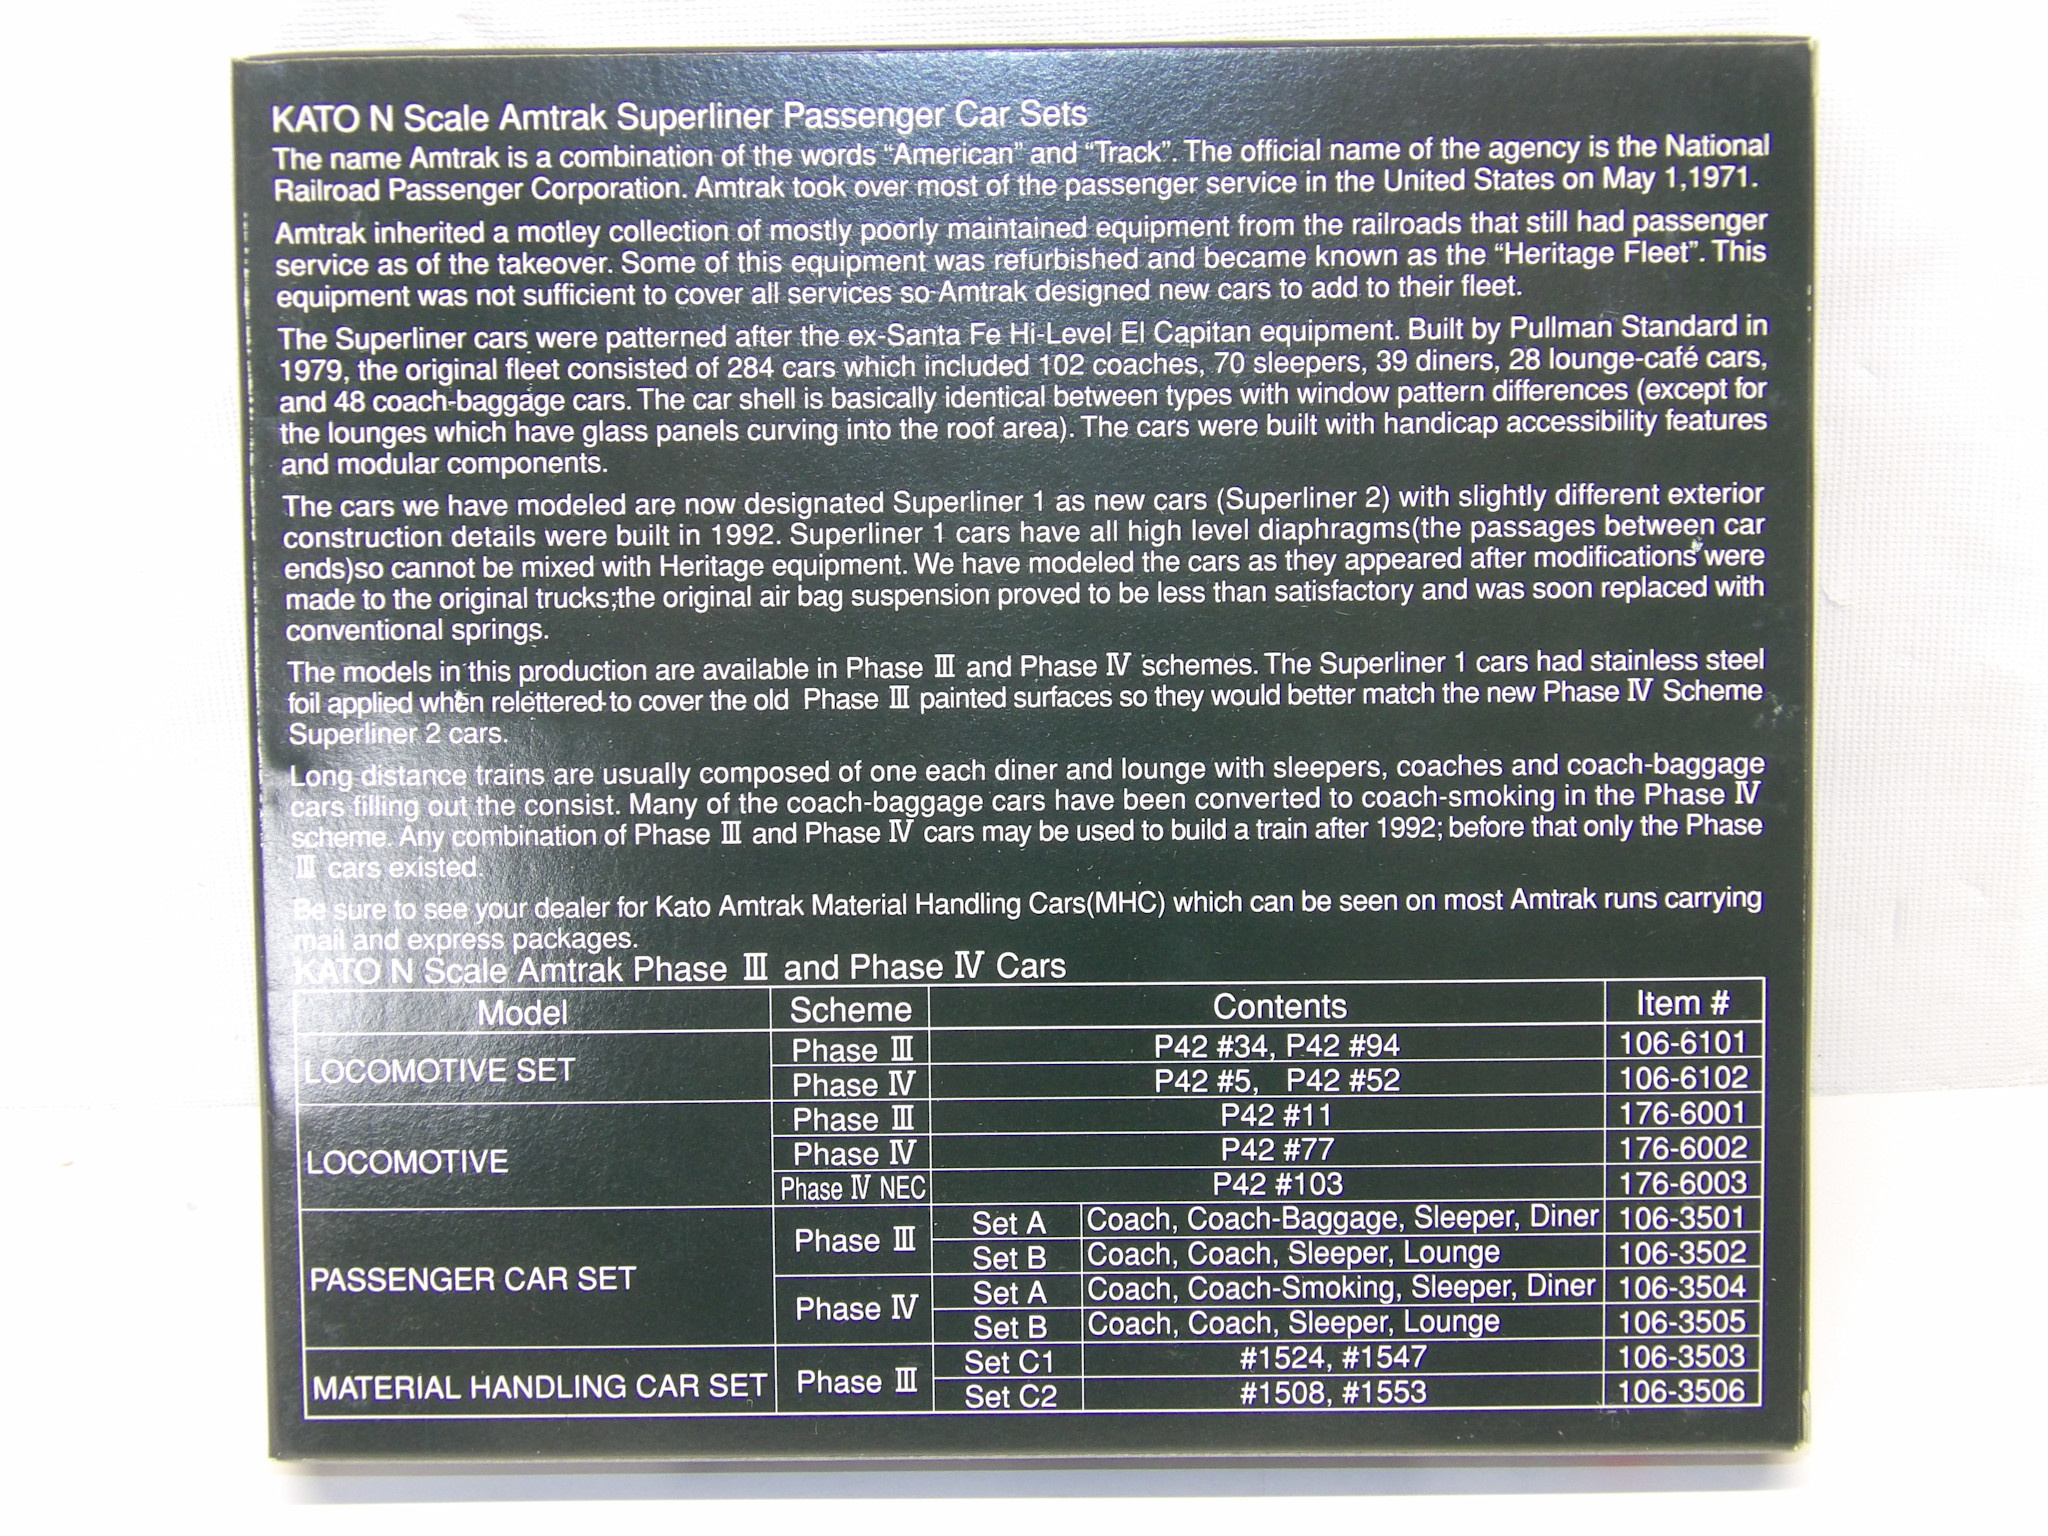 KATO N Scale Amtrak Superliner Passenger Car Sets
The name Amtrak is a combination of the words “American” and “Track”. The official name of the agency is the National
Railroad Passenger Corporation. Amtrak took over most of the passenger service in the United States on May 1,1971.
Amtrak inherited a motley collection of mostly poorly maintained equipment from the railroads that still had passenger
service as of the takeover. Some of this equipment was refurbished and became known as the “Heritage Fleet”. This
equipment was not sufficient to cover all services so Amtrak designed new cars to add to their fleet.
The Superliner cars were patterned after the ex-Santa Fe Hi-Level El Capitan equipment. Built by Pullman Standard in
1979, the original fleet consisted of 284 cars which included 102 coaches, 70 sleepers, 39 diners, 28 lounge-café cars,
and 48 coach-baggage cars. The car shell is basically identical between types with window pattern differences (except for
the lounges which have glass panels curving into the roof area). The cars were built with handicap accessibility features
and modular components.
The cars we have modeled are now designated Superliner 1 as new cars (Superliner 2) with slightly different exterior
construction details were built in 1992. Superliner 1 cars have all high level diaphragms(the passages between car
ends)so cannot be mixed with Heritage equipment. We have modeled the cars as they appeared after modifications were
made to the original trucks;the original air bag suspension proved to be less than satisfactory and was soon replaced with
conventional springs.
The models in this production are available in Phase Ⅲ and Phase Ⅳ schemes. The Superliner 1 cars had stainless steel
foil applied when relettered to cover the old Phase Ⅲ painted surfaces so they would better match the new Phase Ⅳ Scheme
Superliner 2 cars.
Long distance trains are usually composed of one each diner and lounge with sleepers, coaches and coach-baggage
cars filling out the consist. Many of the coach-baggage cars have been converted to coach-smoking in the Phase Ⅳ
scheme. Any combination of Phase Ⅲ and Phase Ⅳ cars may be used to build a train after 1992; before that only the Phase
Ⅲ cars existed.
Be sure to see your dealer for Kato Amtrak Material Handling Cars(MHC) which can be seen on most Amtrak runs carrying
mail and express packages.
KATO N Scale Amtrak Phase Ⅲ and Phase Ⅳ Cars
Model Scheme Contents Item #
LOCOMOTIVE SET Phase Ⅲ P42 #34, P42 #94 106-6101
Phase Ⅳ P42 #5, P42 #52 106-6102
LOCOMOTIVE Phase Ⅲ P42 #11 176-6001
Phase Ⅳ P42 #77 176-6002
Phase Ⅳ NEC P42 #103 176-6003
PASSENGER CAR SET Phase Ⅲ Set A Coach, Coach-Baggage, Sleeper, Diner 106-3501
Set B Coach, Coach, Sleeper, Lounge 106-3502
Phase Ⅳ Set A Coach, Coach-Smoking, Sleeper, Diner 106-3504
Set B Coach, Coach, Sleeper, Lounge 106-3505
MATERIAL HANDLING CAR SET Phase Ⅲ Set C1 #1524, #1547 106-3503
Set C2 #1508, #1553 106-3506